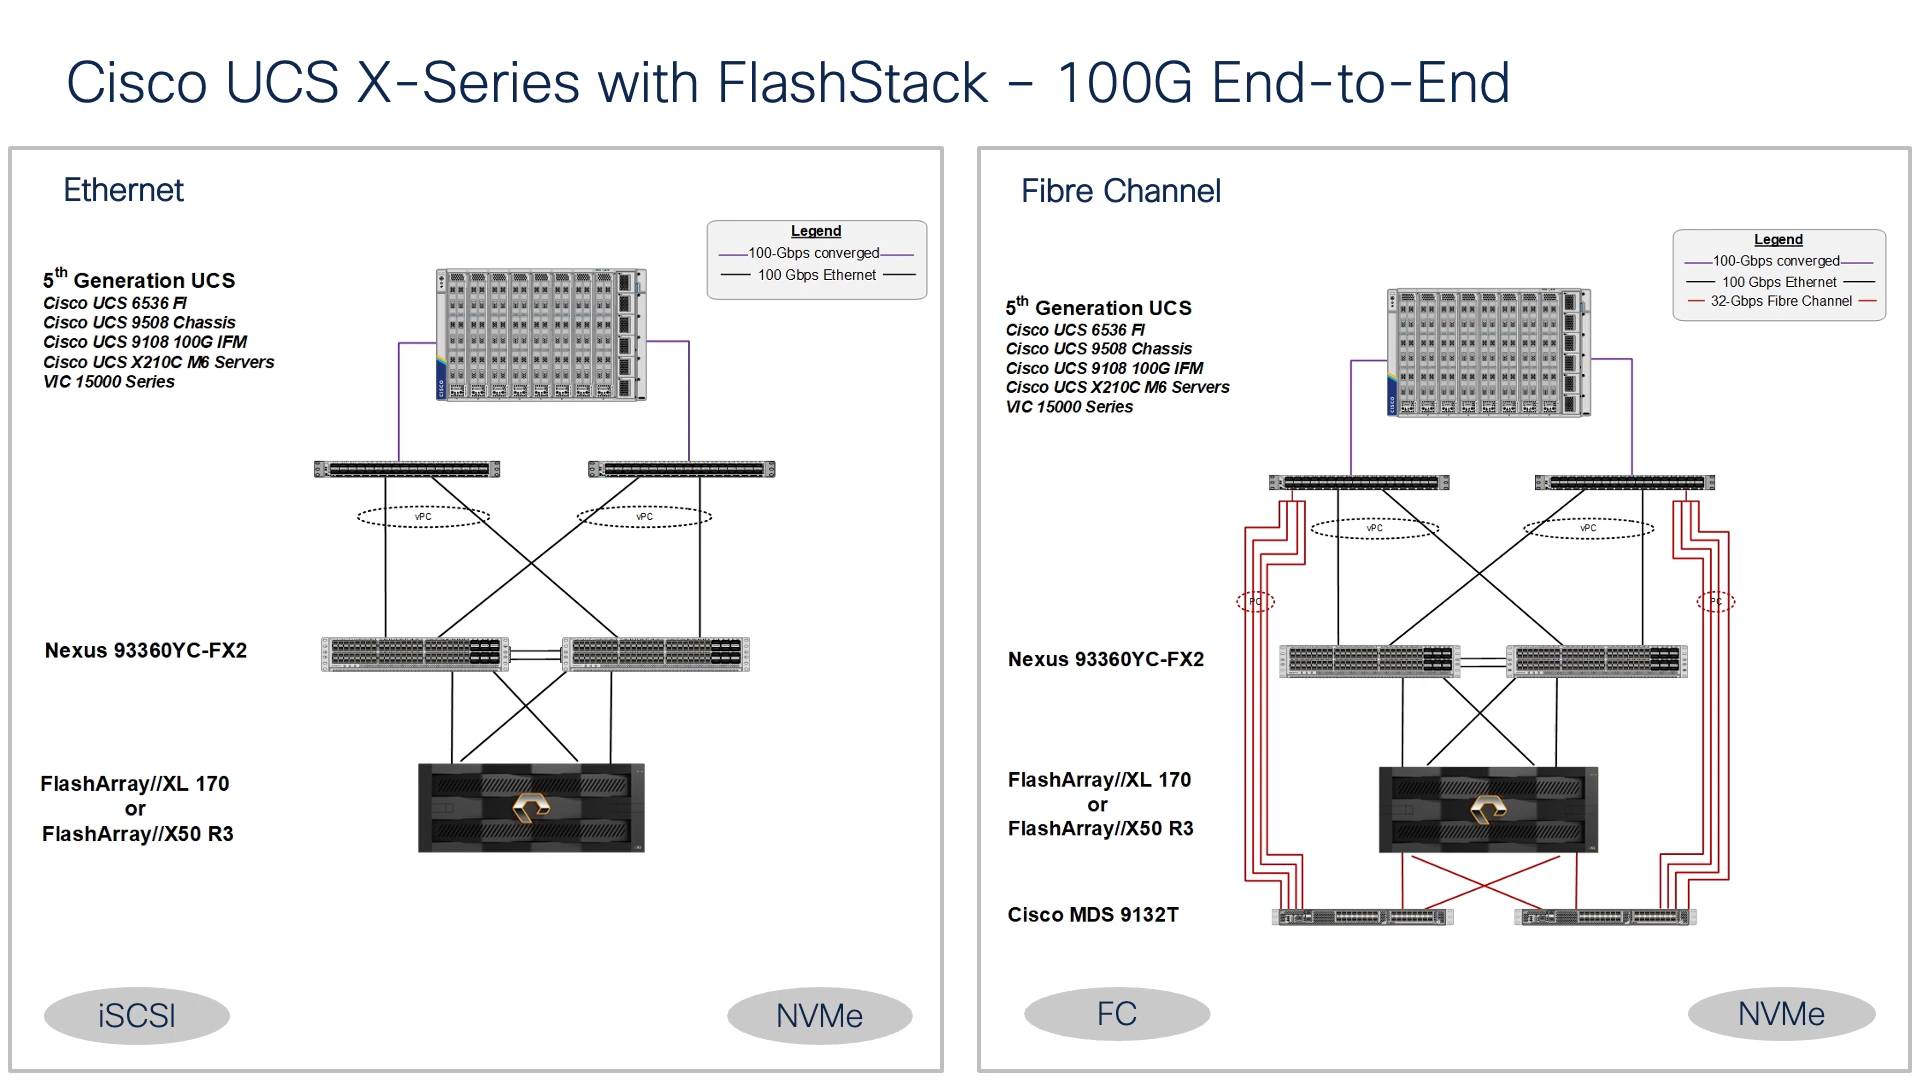 Cisco UCS X-Series with FlashStack – 100G End-to-End
Ethernet
Legend
100-Gbps converged
100 Gbps Ethernet
5th Generation UCS
Cisco UCS 6536 FI
Cisco UCS 9508 Chassis
Cisco UCS 9108 100G IFM
Cisco UCS X210C M6 Servers
VIC 15000 Series
CISCO
vPC
vPC
Nexus 93360YC-FX2
FlashArray//XL 170
or
FlashArray//X50 R3
iSCSI
NVMe
Fibre Channel
Legend
100-Gbps converged
100 Gbps Ethernet
32-Gbps Fibre Channel
5th Generation UCS
Cisco UCS 6536 FI
Cisco UCS 9508 Chassis
Cisco UCS 9108 100G IFM
Cisco UCS X210C M6 Servers
VIC 15000 Series
CISCO
vPC
vPC
PC
PC
Nexus 93360YC-FX2
FlashArray//XL 170
or
FlashArray//X50 R3
Cisco MDS 9132T
FC
NVMe